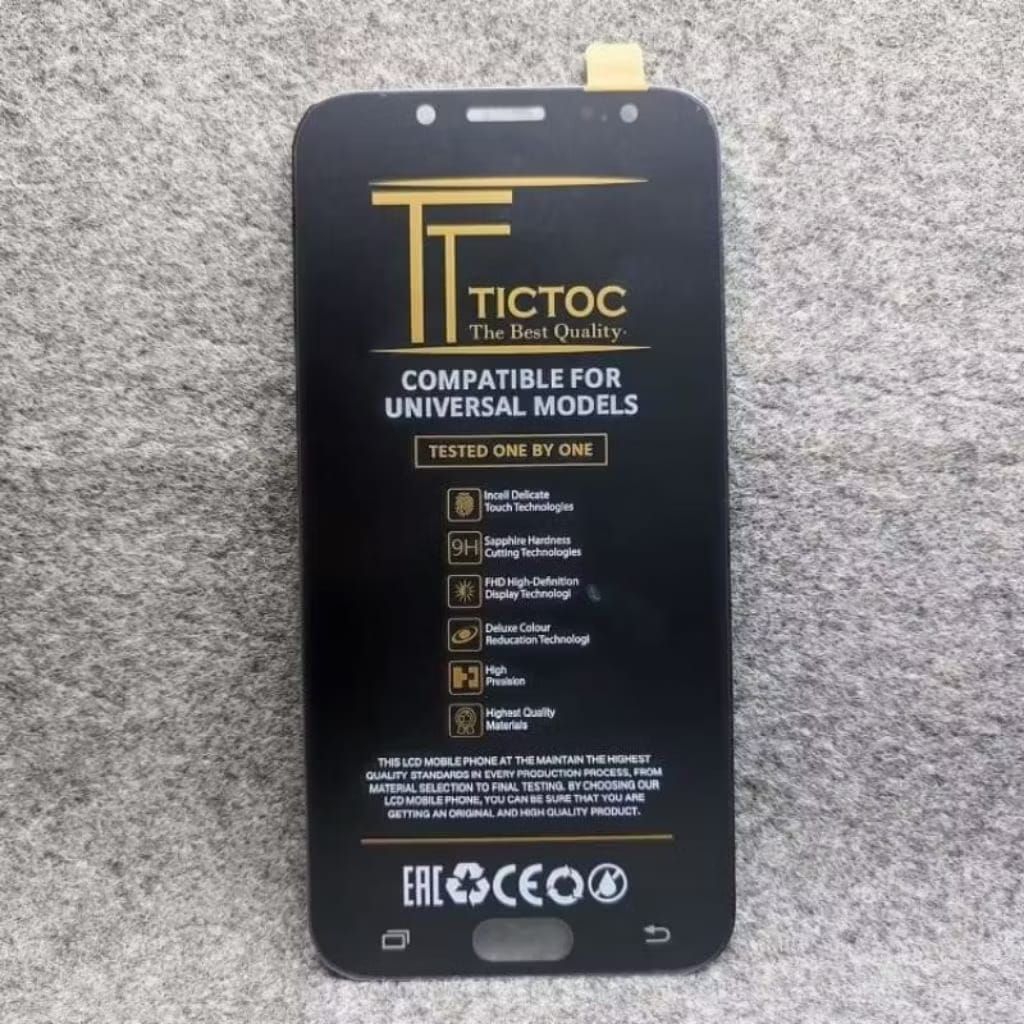 TT
TICTOC
The Best Quality.
COMPATIBLE FOR
UNIVERSAL MODELS
TESTED ONE BY ONE
Incell Delicate
Touch Technologies
9H
Sapphire Hardness
Cutting Technologies
FHD High-Definition
Display Technologi
Deluxe Colour
Reducation Technologi
High
Presision
Highest Quality
Materials
THIS LCD MOBILE PHONE AT THE MAINTAIN THE HIGHEST
QUALITY STANDARDS IN EVERY PRODUCTION PROCESS, FROM
MATERIAL SELECTION TO FINAL TESTING. BY CHOOSING OUR
LCD MOBILE PHONE, YOU CAN BE SURE THAT YOU ARE
GETTING AN ORIGINAL AND HIGH QUALITY PRODUCT.
EAC CE